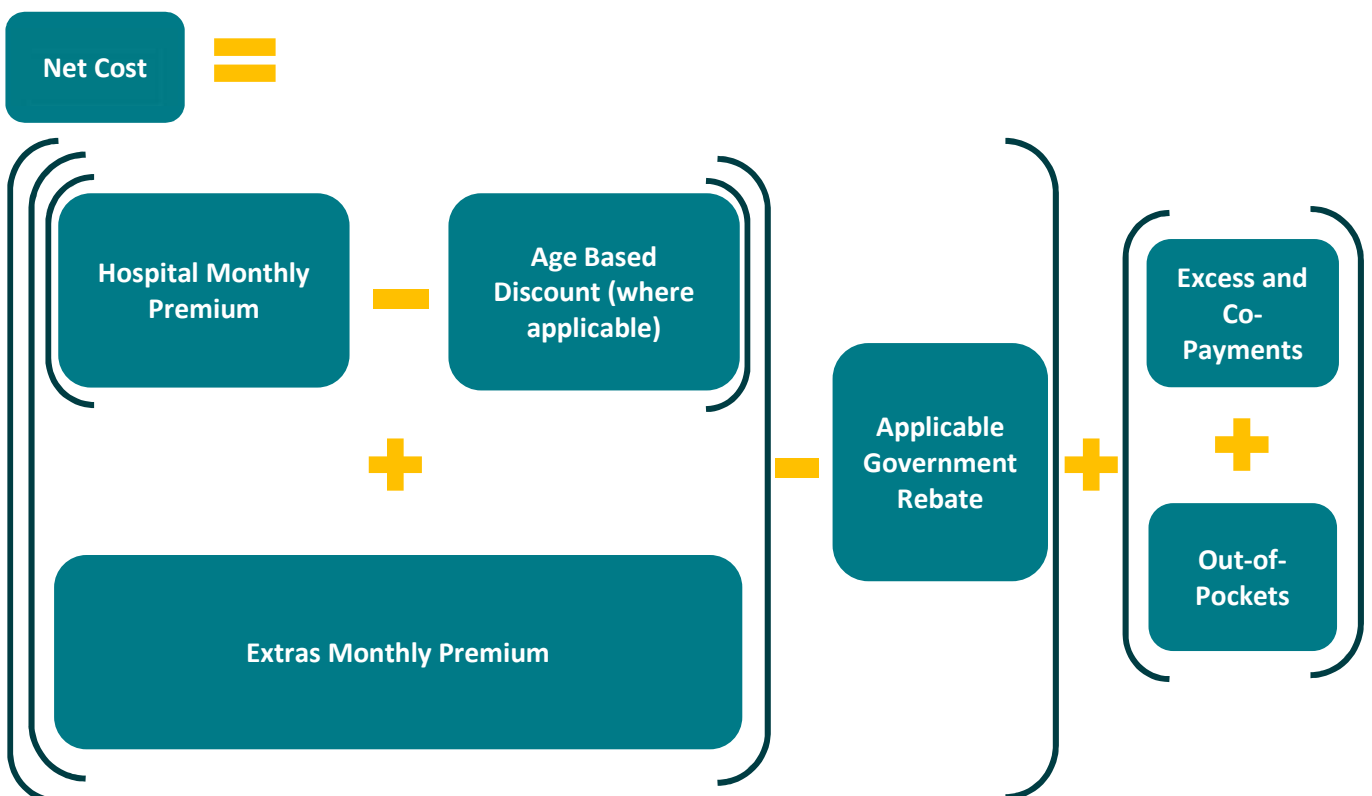 Net Cost
Hospital Monthly
Premium
Age Based
Discount (where
applicable)
Extras Monthly Premium
Applicable
Government
Rebate
Excess and
Co-
Payments
Out-of-
Pockets